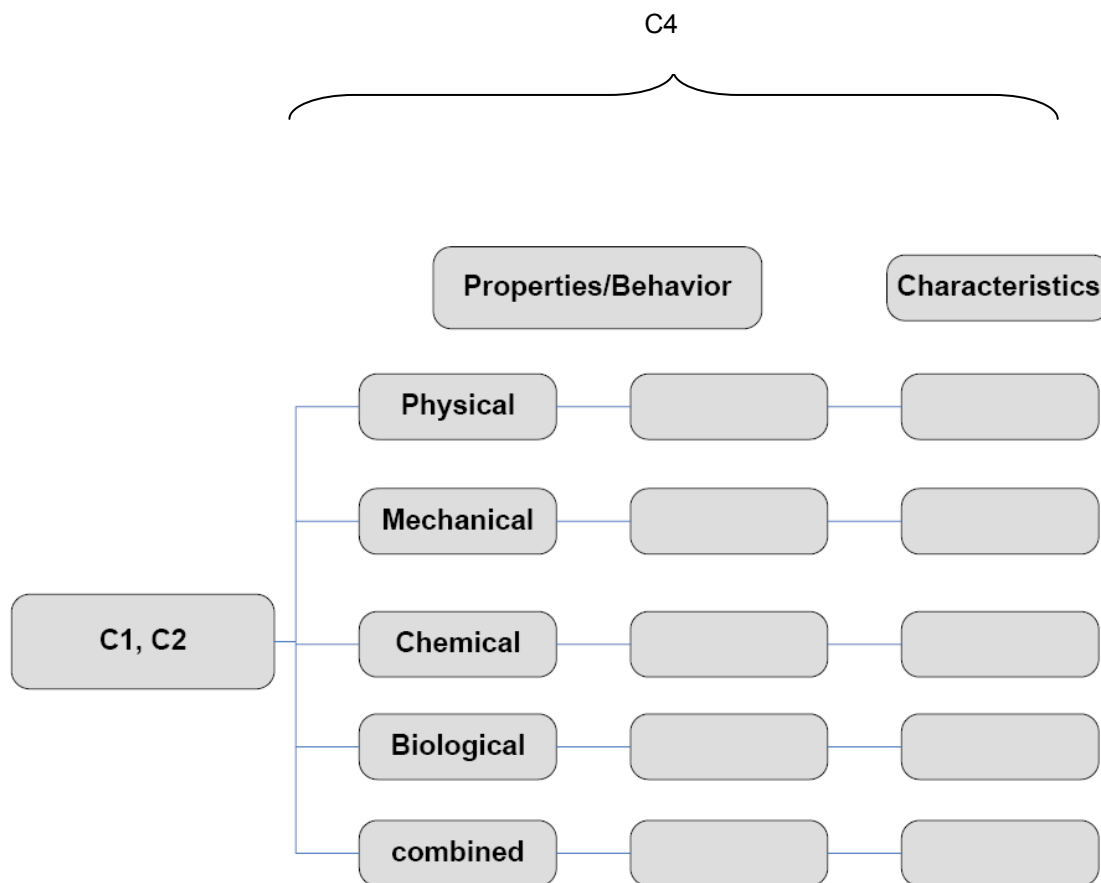 C4
Properties/Behavior
Characteristics
Physical
Mechanical
C1, C2
Chemical
Biological
combined